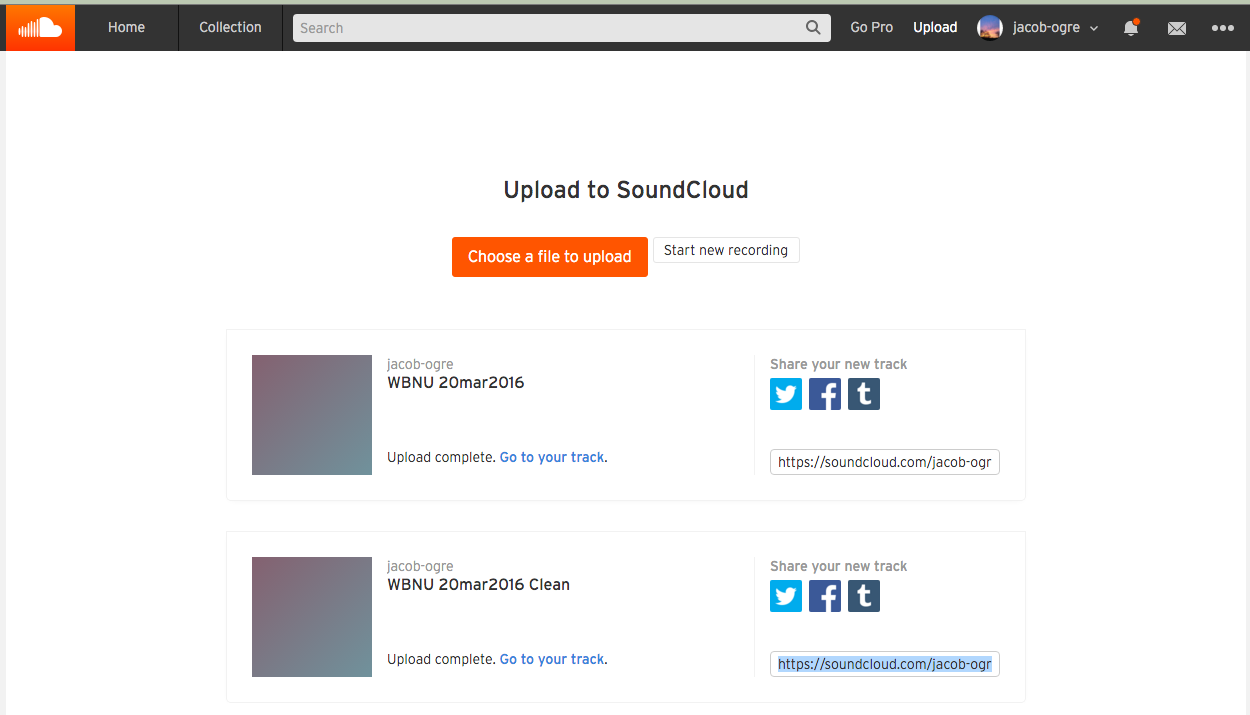 Home Collection Search Go Pro Upload jacob-ogre
Upload to SoundCloud
Choose a file to upload Start new recording
jacob-ogre
WBNU 20mar2016
Upload complete. Go to your track.
Share your new track
https://soundcloud.com/jacob-ogr
jacob-ogre
WBNU 20mar2016 Clean
Upload complete. Go to your track.
Share your new track
https://soundcloud.com/jacob-ogr